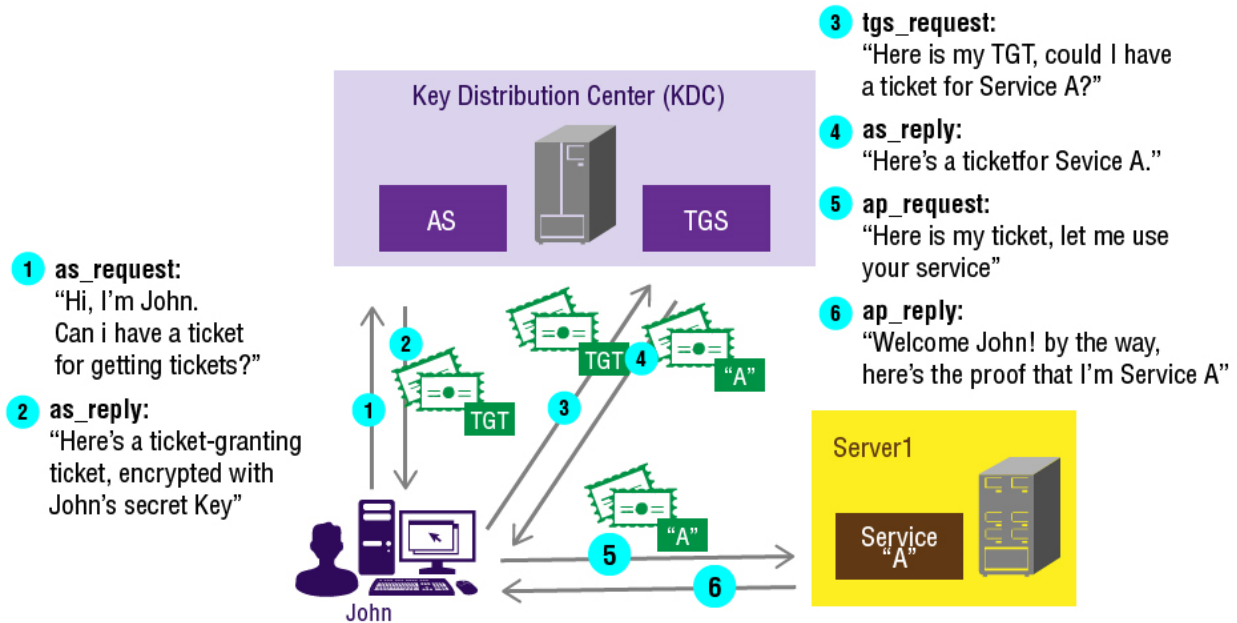 3 tgs_request:
“Here is my TGT, could I have
a ticket for Service A?”
4 as_reply:
“Here’s a ticketfor Sevice A.”
5 ap_request:
“Here is my ticket, let me use
your service”
6 ap_reply:
“Welcome John! by the way,
here’s the proof that I’m Service A”
Key Distribution Center (KDC)
AS
TGS
1 as_request:
“Hi, I’m John.
Can i have a ticket
for getting tickets?”
2 as_reply:
“Here’s a ticket-granting
ticket, encrypted with
John’s secret Key”
1
2
TGT
3
TGT
4
“A”
“A”
5
6
John
Server1
Service
“A”